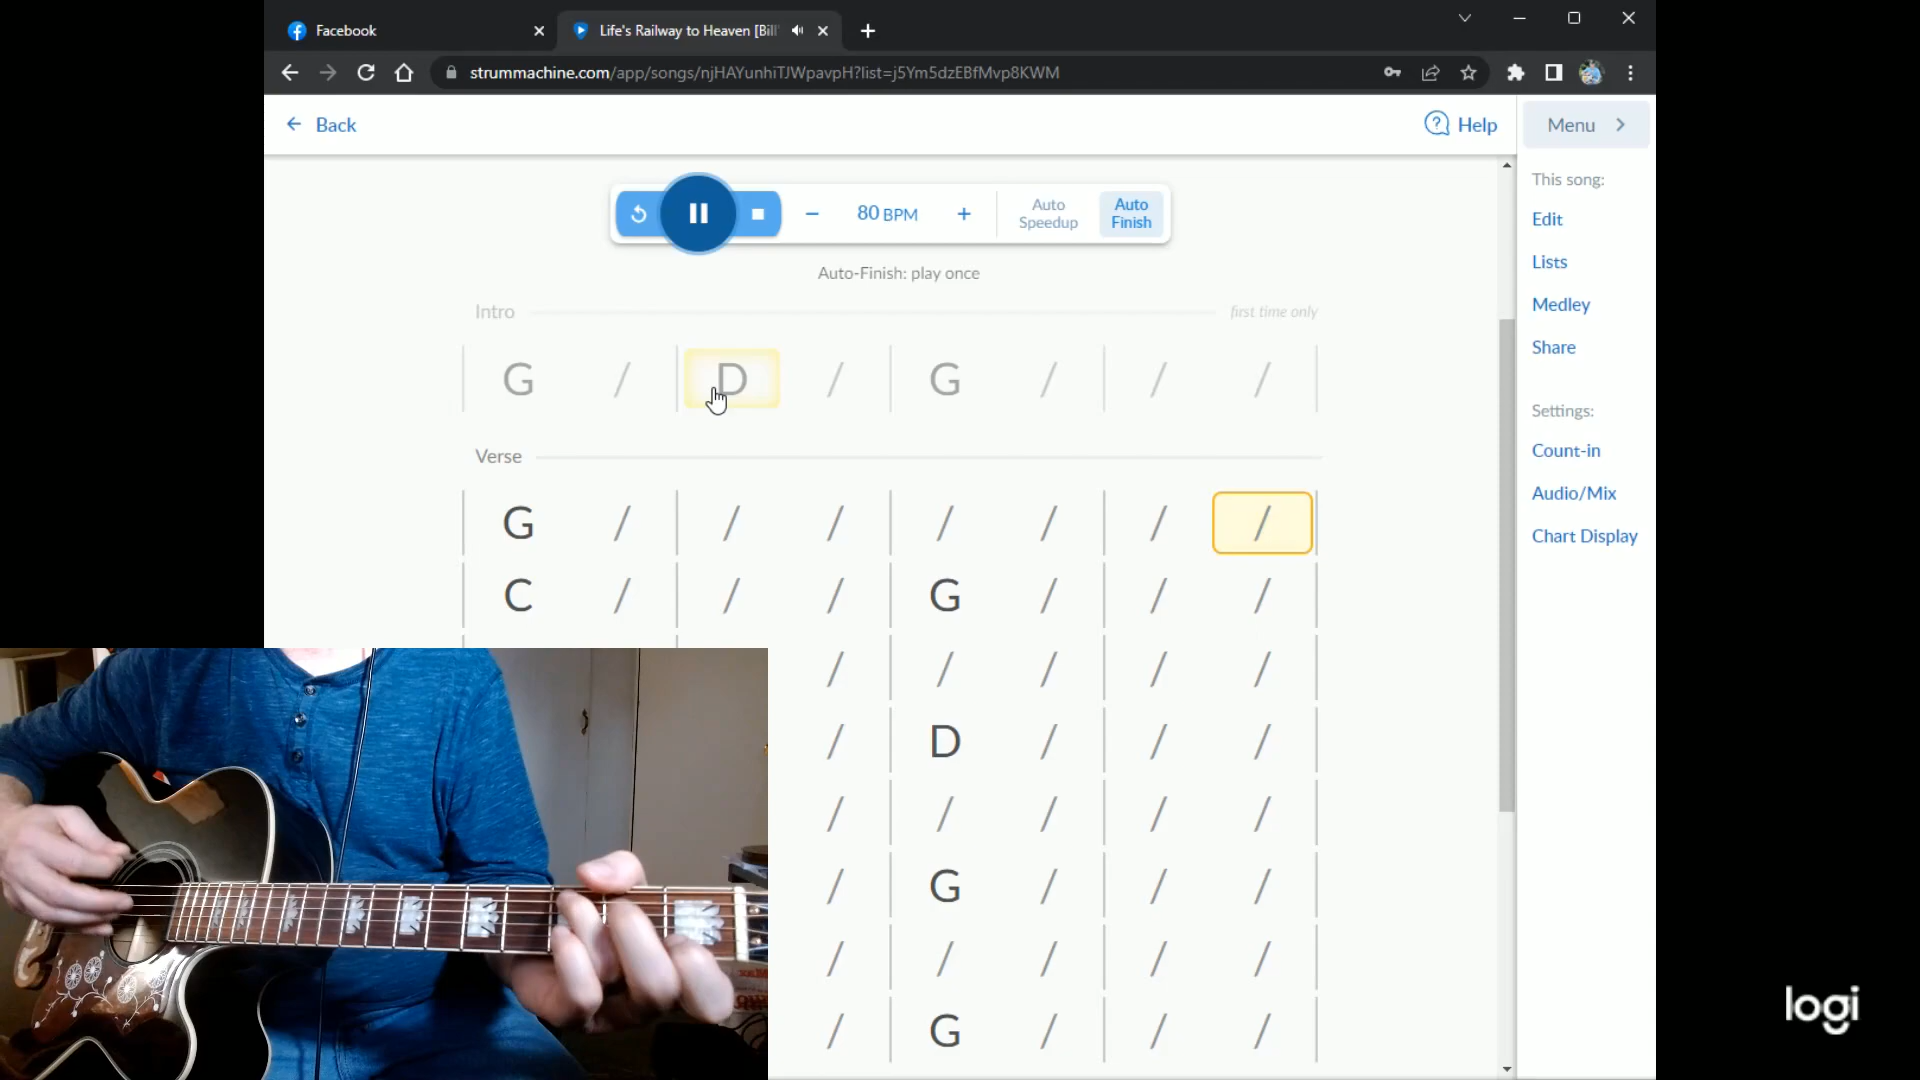 Facebook
Life's Railway to Heaven [Bill'
strummachine.com/app/songs/njHAYunhiTJWpavpH?list=j5Ym5dzEBfMvp8KWM
Back
Help
Menu
80 BPM
Auto Speedup
Auto Finish
Auto-Finish: play once
Intro
first time only
G / D / G / / /
Verse
G / / / / / / /
C / / / G / / /
/ / / / /
/ D / / /
/ / / / /
/ G / / /
/ / / / /
/ G / / /
This song:
Edit
Lists
Medley
Share
Settings:
Count-in
Audio/Mix
Chart Display
logi